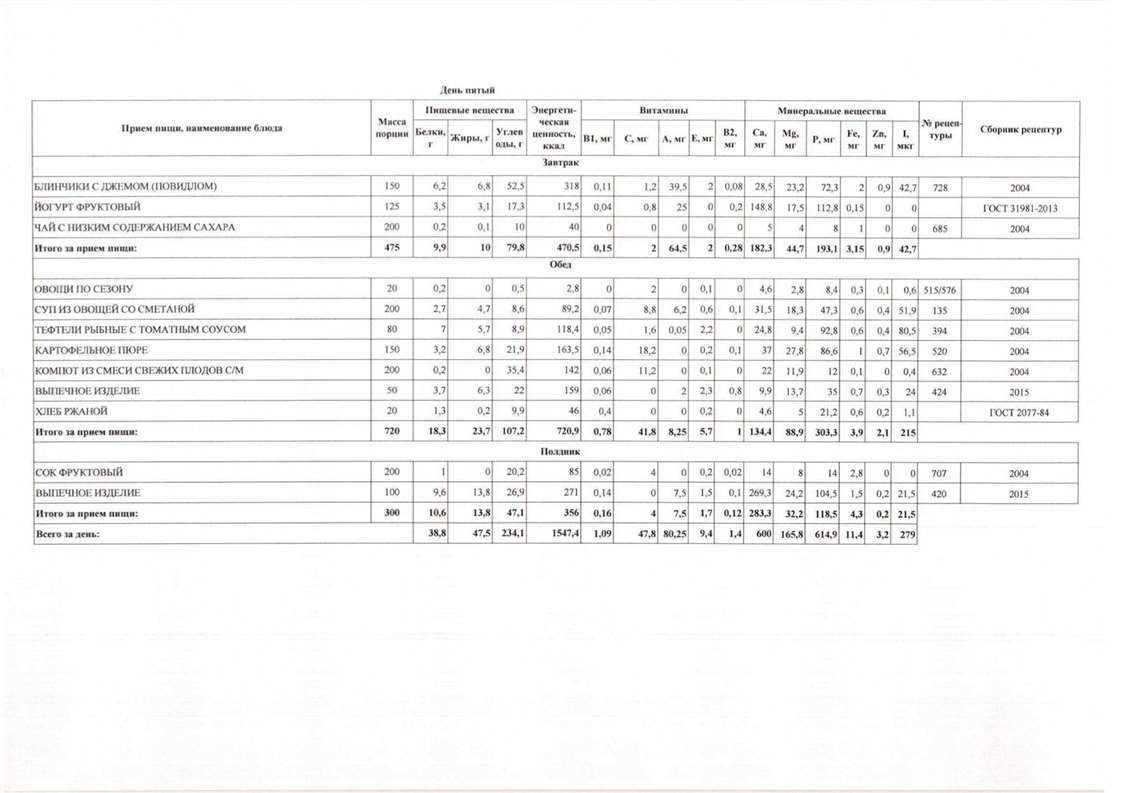 День пятый
Прием пищи, наименование блюда Масса порции Пищевые вещества Энергети-ческая ценность, ккал Витамины Минеральные вещества № рецеп-туры Сборник рецептур
Белки, г Жиры, г Углеводы, г В1, мг С, мг А, мг Е, мг В2, мг Са, мг Mg, мг Р, мг Fe, мг Zn, мг I, мкг
Завтрак
БЛИНЧИКИ С ДЖЕМОМ (ПОВИДЛОМ) 150 6,2 6,8 52,5 318 0,11 1,2 39,5 2 0,08 28,5 23,2 72,3 2 0,9 42,7 728 2004
ЙОГУРТ ФРУКТОВЫЙ 125 3,5 3,1 17,3 112,5 0,04 0,8 25 0 0,2 148,8 17,5 112,8 0,15 0 0 ГОСТ 31981-2013
ЧАЙ С НИЗКИМ СОДЕРЖАНИЕМ САХАРА 200 0,2 0,1 10 40 0 0 0 0 0 5 4 8 1 0 0 685 2004
Итого за прием пищи: 475 9,9 10 79,8 470,5 0,15 2 64,5 2 0,28 182,3 44,7 193,1 3,15 0,9 42,7
Обед
ОВОЩИ ПО СЕЗОНУ 20 0,2 0 0,5 2,8 0 2 0 0,1 0 4,6 2,8 8,4 0,3 0,1 0,6 515/576 2004
СУП ИЗ ОВОЩЕЙ СО СМЕТАНОЙ 200 2,7 4,7 8,6 89,2 0,07 8,8 6,2 0,6 0,1 31,5 18,3 47,3 0,6 0,4 51,9 135 2004
ТЕФТЕЛИ РЫБНЫЕ С ТОМАТНЫМ СОУСОМ 80 7 5,7 8,9 118,4 0,05 1,6 0,05 2,2 0 24,8 9,4 92,8 0,6 0,4 80,5 394 2004
КАРТОФЕЛЬНОЕ ПЮРЕ 150 3,2 6,8 21,9 163,5 0,14 18,2 0 0,2 0,1 37 27,8 86,6 1 0,7 56,5 520 2004
КОМПОТ ИЗ СМЕСИ СВЕЖИХ ПЛОДОВ С/М 200 0,2 0 35,4 142 0,06 11,2 0 0,1 0 22 11,9 12 0,1 0 0,4 632 2004
ВЫПЕЧНОЕ ИЗДЕЛИЕ 50 3,7 6,3 22 159 0,06 0 2 2,3 0,8 9,9 13,7 35 0,7 0,3 24 424 2015
ХЛЕБ РЖАНОЙ 20 1,3 0,2 9,9 46 0,4 0 0 0,2 0 4,6 5 21,2 0,6 0,2 1,1 ГОСТ 2077-84
Итого за прием пищи: 720 18,3 23,7 107,2 720,9 0,78 41,8 8,25 5,7 1 134,4 88,9 303,3 3,9 2,1 215
Полдник
СОК ФРУКТОВЫЙ 200 1 0 20,2 85 0,02 4 0 0,2 0,02 14 8 14 2,8 0 0 707 2004
ВЫПЕЧНОЕ ИЗДЕЛИЕ 100 9,6 13,8 26,9 271 0,14 0 7,5 1,5 0,1 269,3 24,2 104,5 1,5 0,2 21,5 420 2015
Итого за прием пищи: 300 10,6 13,8 47,1 356 0,16 4 7,5 1,7 0,12 283,3 32,2 118,5 4,3 0,2 21,5
Всего за день: 38,8 47,5 234,1 1547,4 1,09 47,8 80,25 9,4 1,4 600 165,8 614,9 11,4 3,2 279